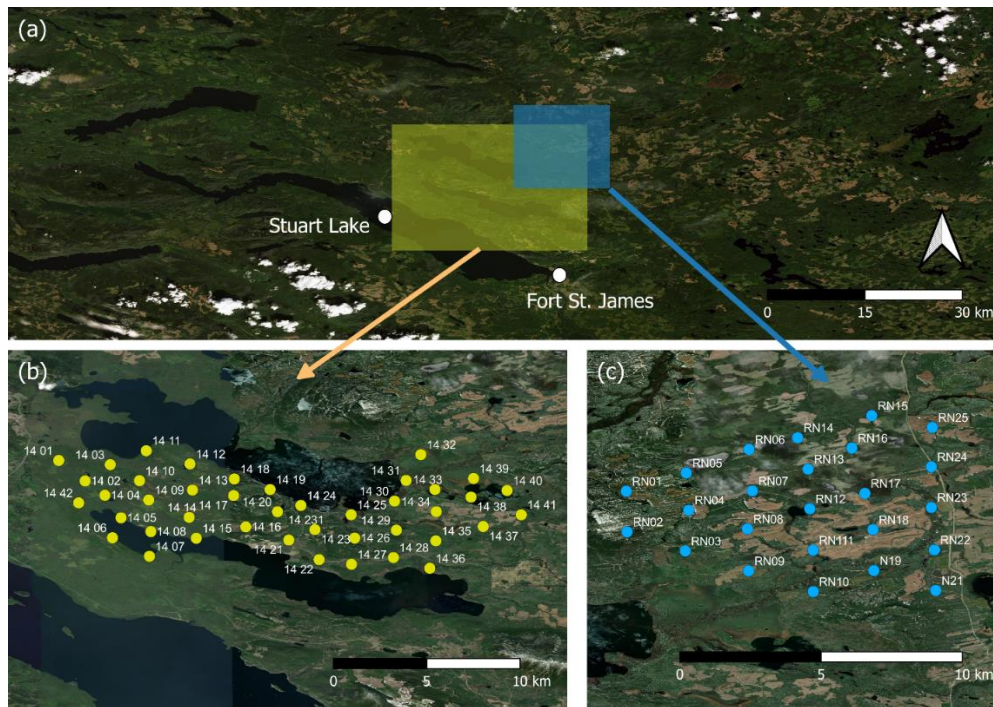 (a)
Stuart Lake
Fort St. James
0 15 30 km
(b)
14 01
14 03
14 11
14 12
14 32
14 02
14 10
14 13
14 18
14 31
14 39
14 42
14 04
14 09
14 20
14 19
14 24
14 30
14 33
14 40
14 05
14 14
14 17
14 25
14 34
14 38
14 41
14 06
14 08
14 15
14 16
14 231
14 29
14 35
14 37
14 07
14 21
14 23
14 26
14 22
14 27
14 28
14 36
0 5 10 km
(c)
RN15
RN14
RN25
RN06
RN16
RN05
RN13
RN24
RN01
RN07
RN17
RN04
RN12
RN23
RN02
RN08
RN18
RN03
RN111
RN22
RN09
N19
RN10
N21
0 5 10 km